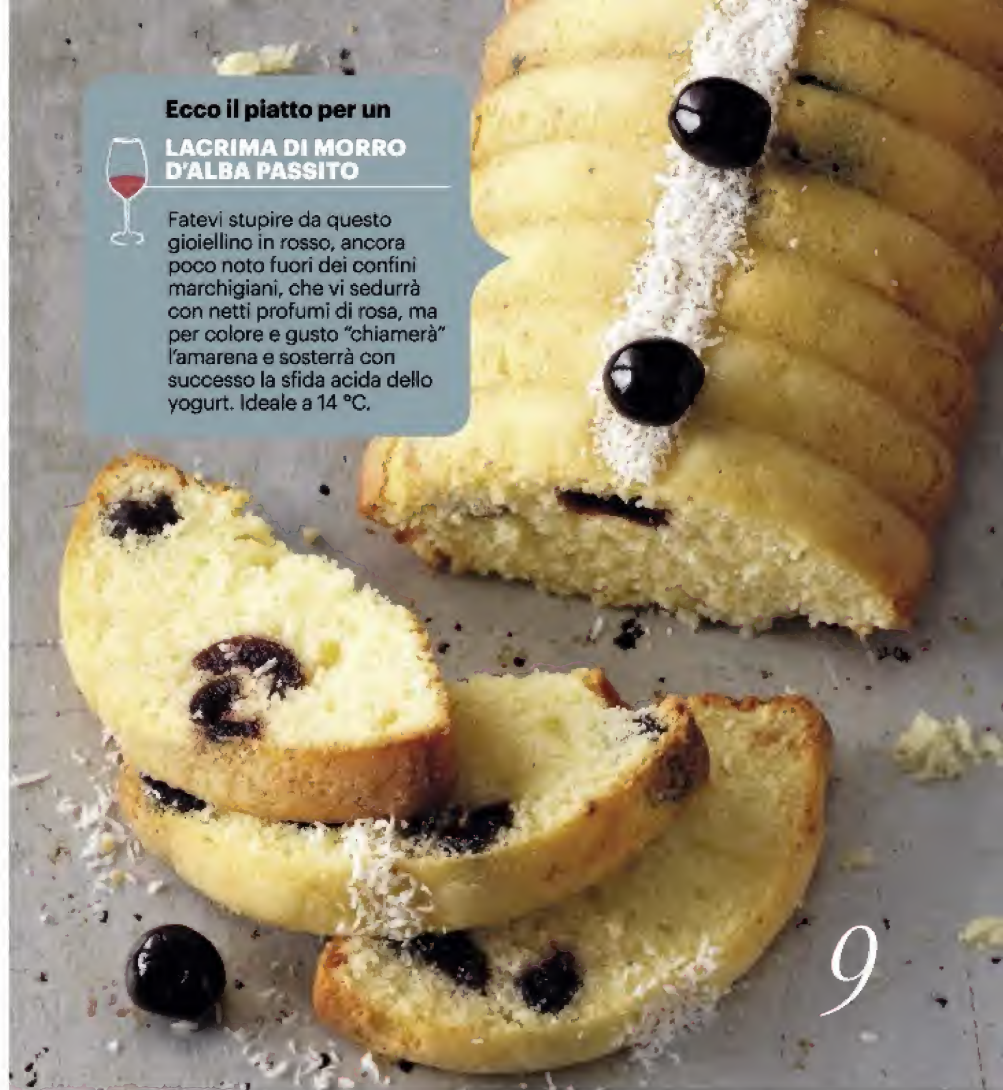 Ecco il piatto per un
LACRIMA DI MORRO
D'ALBA PASSITO
Fatevi stupire da questo
gioiellino in rosso, ancora
poco noto fuori dei confini
marchigiani, che vi sedurrà
con netti profumi di rosa, ma
per colore e gusto "chiamerà"
l'amarena e sosterrà con
successo la sfida acida dello
yogurt. Ideale a 14 °C.
9